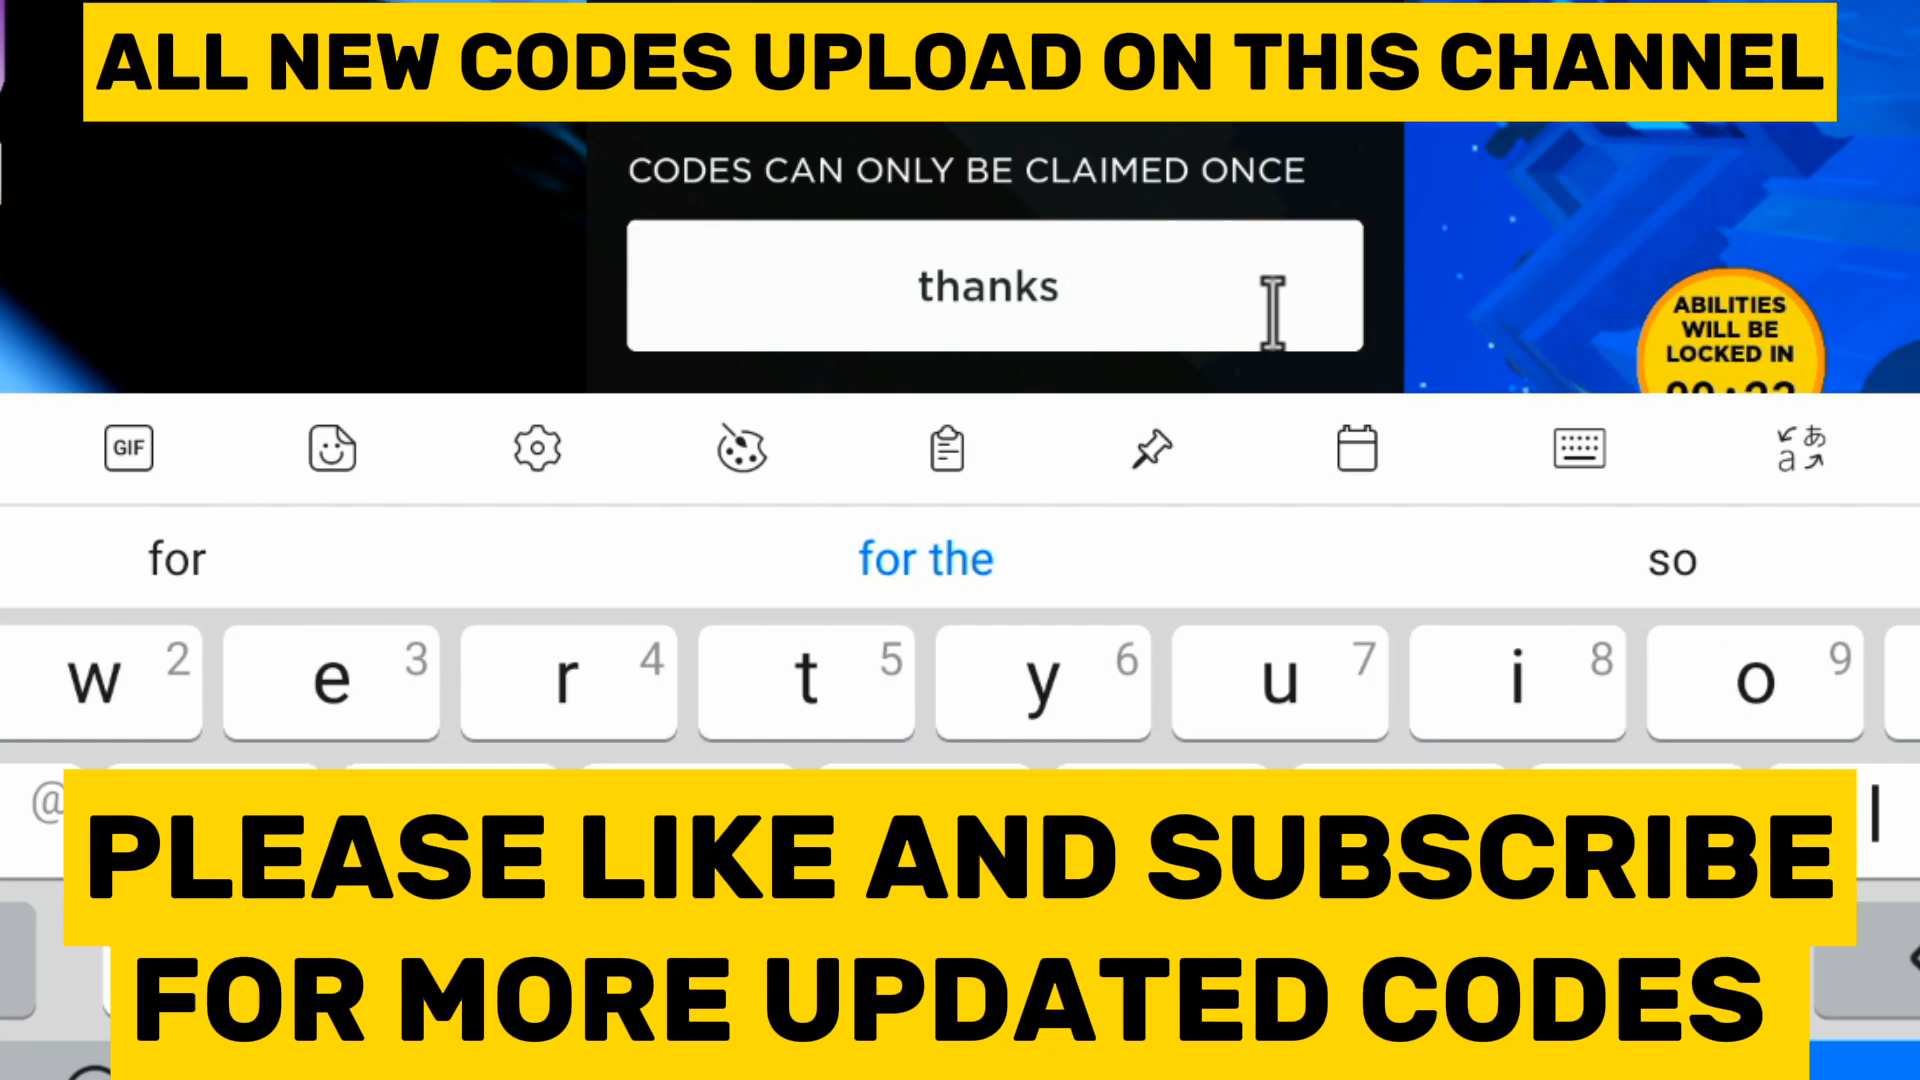 ALL NEW CODES UPLOAD ON THIS CHANNEL
CODES CAN ONLY BE CLAIMED ONCE
thanks
ABILITIES
WILL BE
LOCKED IN
GIF
あ
a
for
for the
so
w 2 e 3 r 4 t 5 y 6 u 7 i 8 o 9
@
l
PLEASE LIKE AND SUBSCRIBE
FOR MORE UPDATED CODES